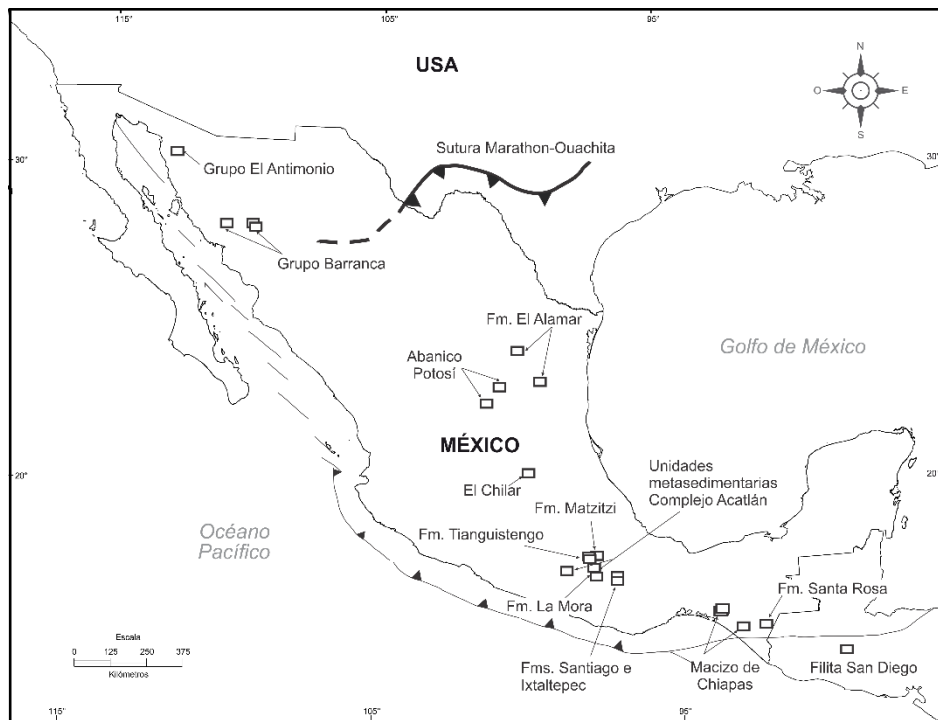 115°
105°
95°
USA
N
O
E
S
30°
Sutura Marathon-Ouachita
30°
Grupo El Antimonio
Grupo Barranca
Fm. El Alamar
Abanico
Potosí
Golfo de México
MÉXICO
20°
20°
El Chilar
Unidades
metasedimentarias
Complejo Acatlán
Fm. Matzitzi
Océano
Pacífico
Fm. Tianguistengo
Fm. La Mora
Fm. Santa Rosa
Fms. Santiago e
Ixtaltepec
Macizo de
Chiapas
Filita San Diego
Escala
0 125 250 375
Kilómetros
115°
105°
95°